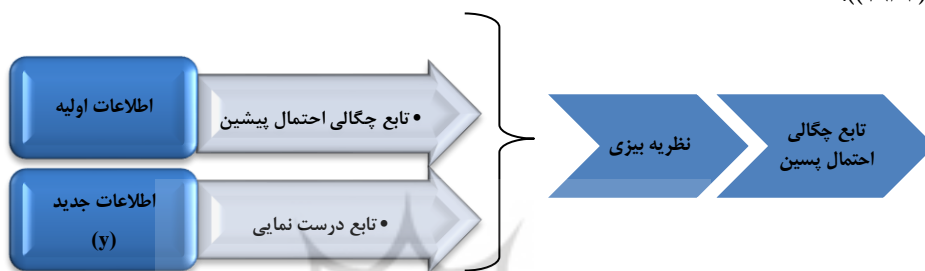 اطلاعات اولیه
• تابع چگالی احتمال پیشین
اطلاعات جدید
(y)
• تابع درست نمایی
نظریه بیزی
تابع چگالی
احتمال پسین